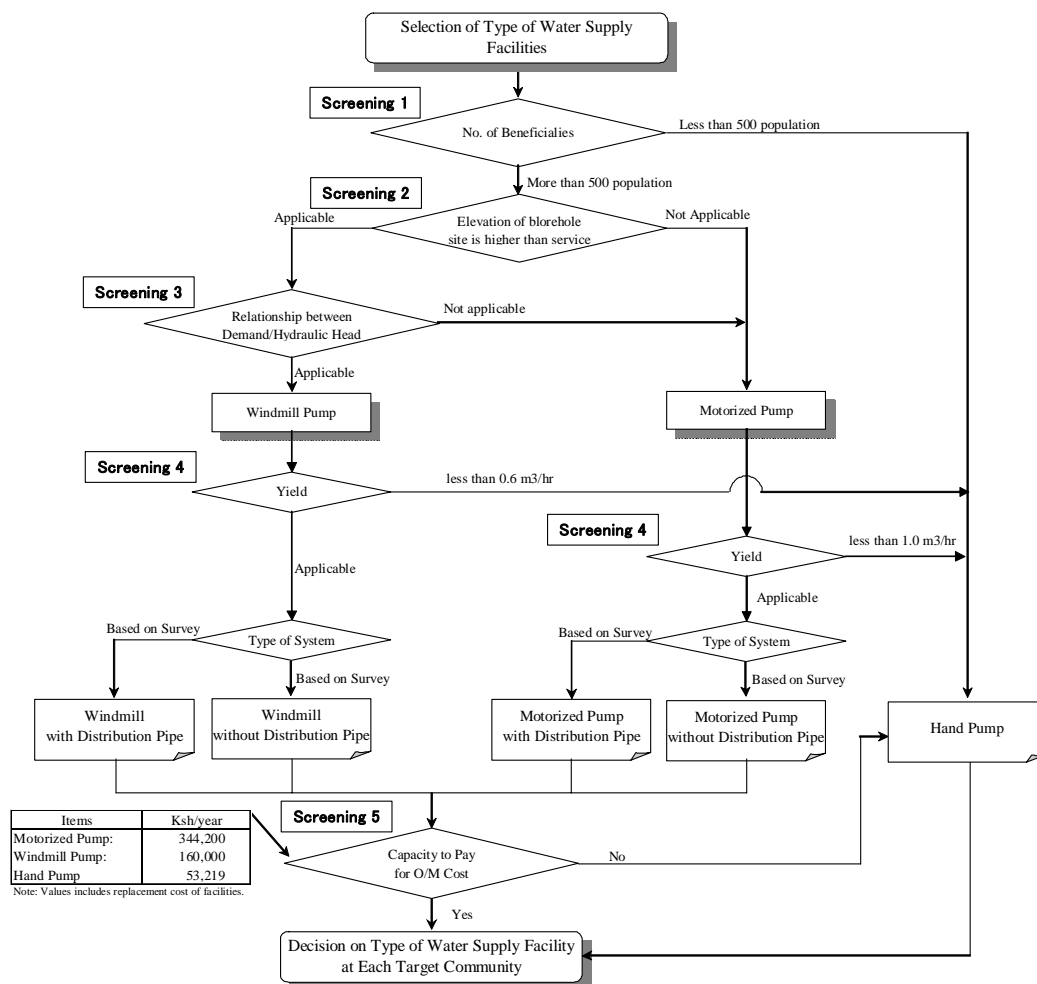 Selection of Type of Water Supply
Facilities
Screening 1
No. of Beneficialies
Less than 500 population
More than 500 population
Screening 2
Applicable
Elevation of blorehole
site is higher than service
Not Applicable
Screening 3
Relationship between
Demand/Hydraulic Head
Not applicable
Applicable
Windmill Pump
Motorized Pump
Screening 4
Yield
less than 0.6 m3/hr
Screening 4
Yield
less than 1.0 m3/hr
Applicable
Applicable
Based on Survey
Type of System
Based on Survey
Based on Survey
Type of System
Based on Survey
Windmill
with Distribution Pipe
Windmill
without Distribution Pipe
Motorized Pump
with Distribution Pipe
Motorized Pump
without Distribution Pipe
Hand Pump
Screening 5
Items Ksh/year
Motorized Pump: 344,200
Windmill Pump: 160,000
Hand Pump 53,219
Note: Values includes replacement cost of facilities.
Capacity to Pay
for O/M Cost
No
Yes
Decision on Type of Water Supply Facility
at Each Target Community